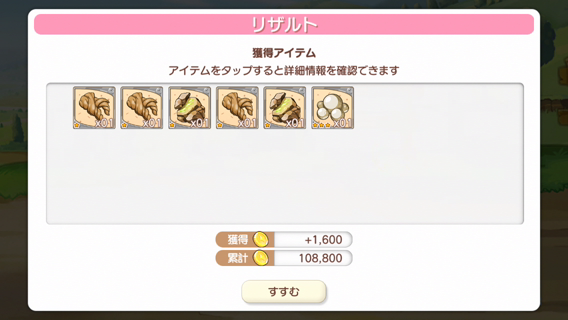 リザルト
獲得アイテム
アイテムをタップすると詳細情報を確認できます
x01 x01 x01 x01 x01 x01
獲得 +1,600
累計 108,800
すすむ